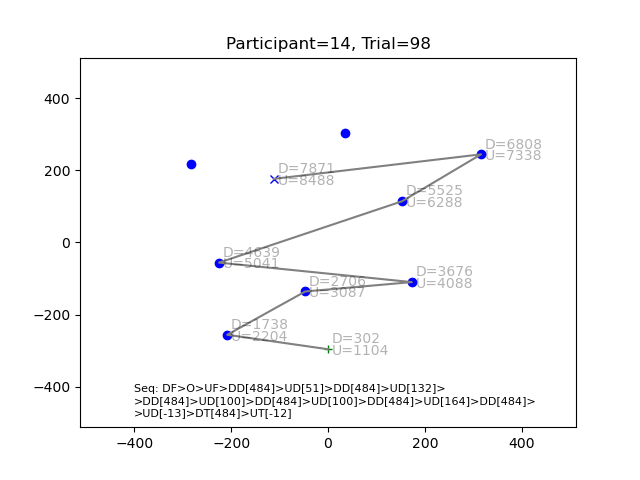 Participant=14, Trial=98
400
200
0
−200
−400
D=6808
U=7338
D=7871
U=8488
D=5525
U=6288
D=4639
U=5041
D=3676
U=4088
D=2706
U=3087
D=1738
U=2204
D=302
U=1104
Seq: DF>O>UF>DD[484]>UD[51]>DD[484]>UD[132]>
>DD[484]>UD[100]>DD[484]>UD[100]>DD[484]>UD[164]>DD[484]>
>UD[-13]>DT[484]>UT[-12]
−400 −200 0 200 400